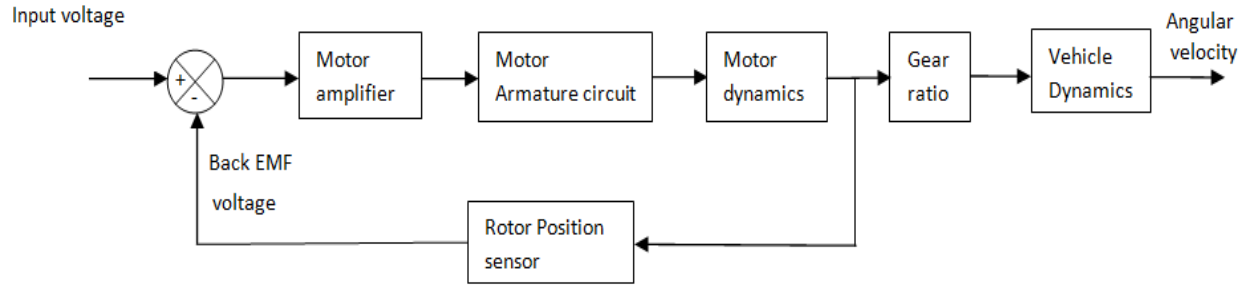 Input voltage
+
-
Motor
amplifier
Motor
Armature circuit
Motor
dynamics
Gear
ratio
Vehicle
Dynamics
Angular
velocity
Back EMF
voltage
Rotor Position
sensor